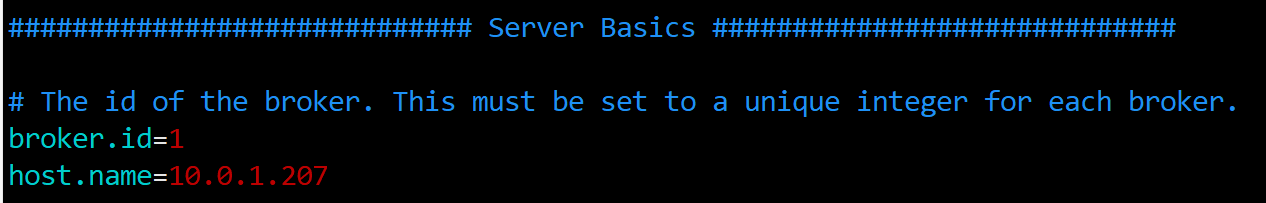 ############################# Server Basics #############################
# The id of the broker. This must be set to a unique integer for each broker.
broker.id=1
host.name=10.0.1.207